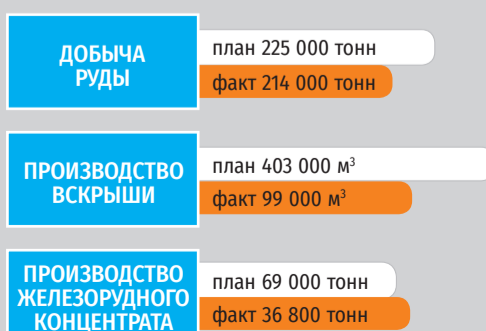 ДОБЫЧА
РУДЫ
план 225 000 тонн
факт 214 000 тонн
ПРОИЗВОДСТВО
ВСКРЫШИ
план 403 000 м³
факт 99 000 м³
ПРОИЗВОДСТВО
ЖЕЛЕЗОРУДНОГО
КОНЦЕНТРАТА
план 69 000 тонн
факт 36 800 тонн